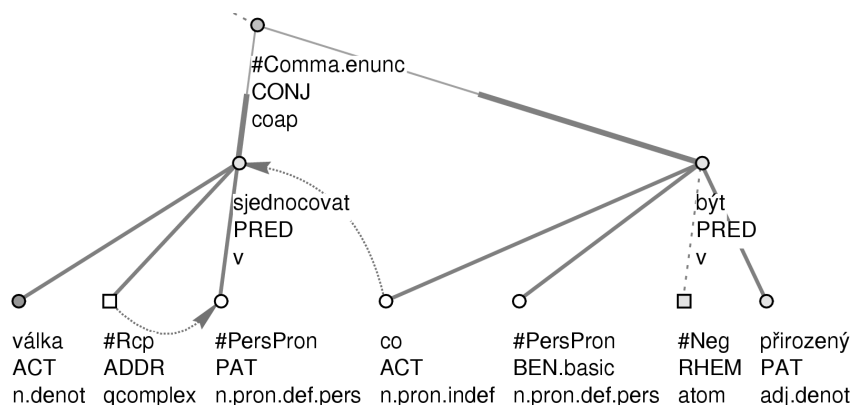 #Comma.enunc
CONJ
coap
sjednocovat
PRED
v
být
PRED
v
válka
ACT
n.denot
#Rcp
ADDR
qcomplex
#PersPron
PAT
n.pron.def.pers
co
ACT
n.pron.indef
#PersPron
BEN.basic
n.pron.def.pers
#Neg
RHEM
atom
přirozený
PAT
adj.denot